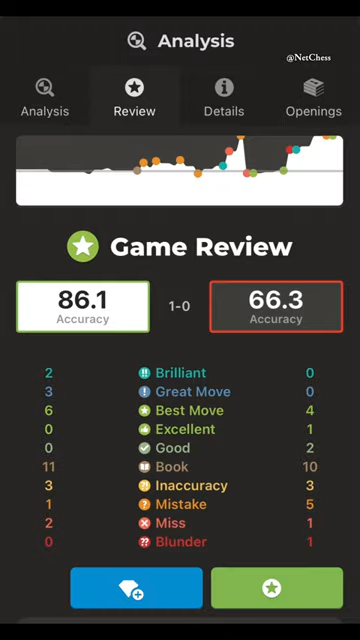 Analysis
@NetChess
Analysis
Review
Details
Openings
Game Review
86.1
Accuracy
1-0
66.3
Accuracy
2 !! Brilliant 0
3 ! Great Move 0
6 Best Move 4
0 Excellent 1
0 Good 2
11 Book 10
3 ?! Inaccuracy 3
1 ? Mistake 5
2 Miss 1
0 ?? Blunder 1